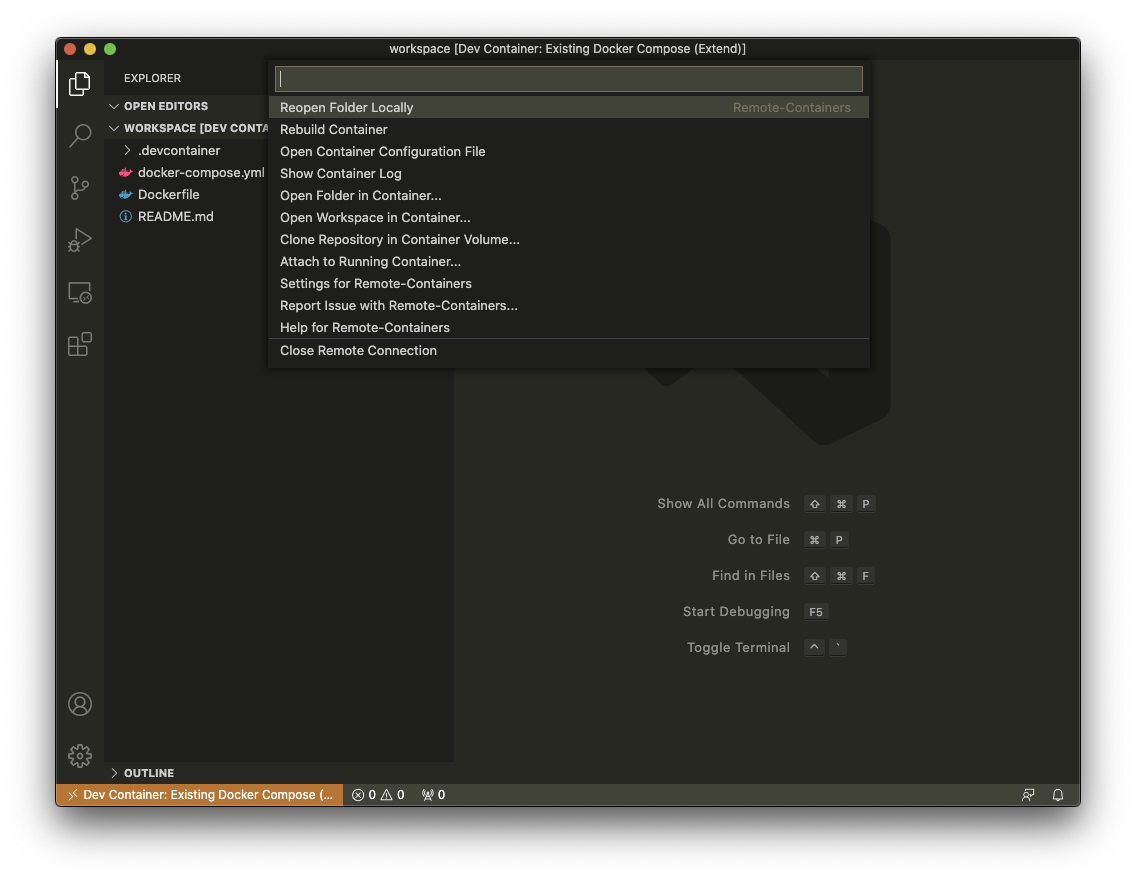 workspace [Dev Container: Existing Docker Compose (Extend)]
EXPLORER
OPEN EDITORS
WORKSPACE [DEV CONTA
.devcontainer
docker-compose.yml
Dockerfile
README.md
OUTLINE
Reopen Folder Locally Remote-Containers
Rebuild Container
Open Container Configuration File
Show Container Log
Open Folder in Container...
Open Workspace in Container...
Clone Repository in Container Volume...
Attach to Running Container...
Settings for Remote-Containers
Report Issue with Remote-Containers...
Help for Remote-Containers
Close Remote Connection
Show All Commands ⇧ ⌘ P
Go to File ⌘ P
Find in Files ⇧ ⌘ F
Start Debugging F5
Toggle Terminal ^ `
Dev Container: Existing Docker Compose (... 0 0 0